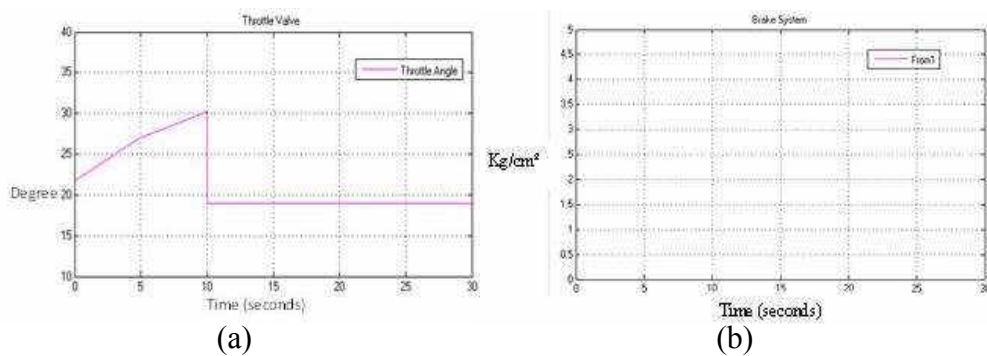 Throttle Valve
40
35
30
25
20
15
10
Degree
Throttle Angle
0 5 10 15 20 25 30
Time (seconds)
(a)
Brake System
Kg/cm²
5
4.5
4
3.5
3
.5
2
1.5
1
0.5
0
From1
0 5 10 15 20 25 30
Time (seconds)
(b)